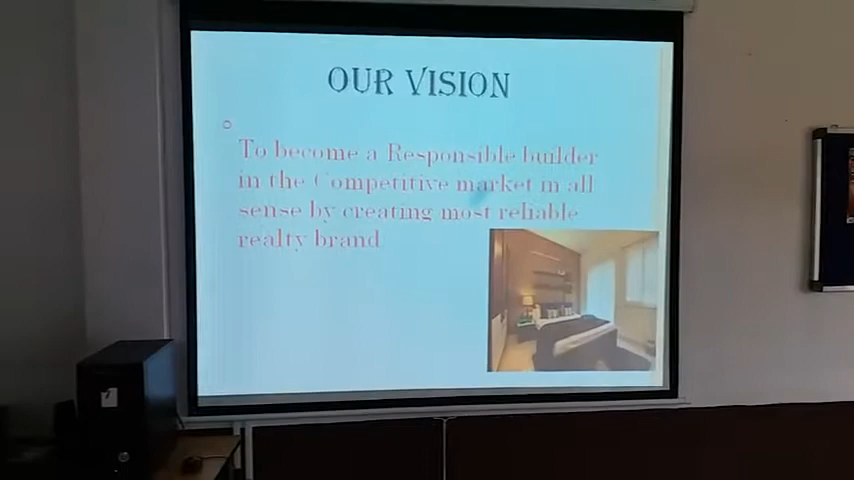 OUR VISION
To become a Responsible builder
in the Competitive market in all
sense by creating most reliable
realty brand